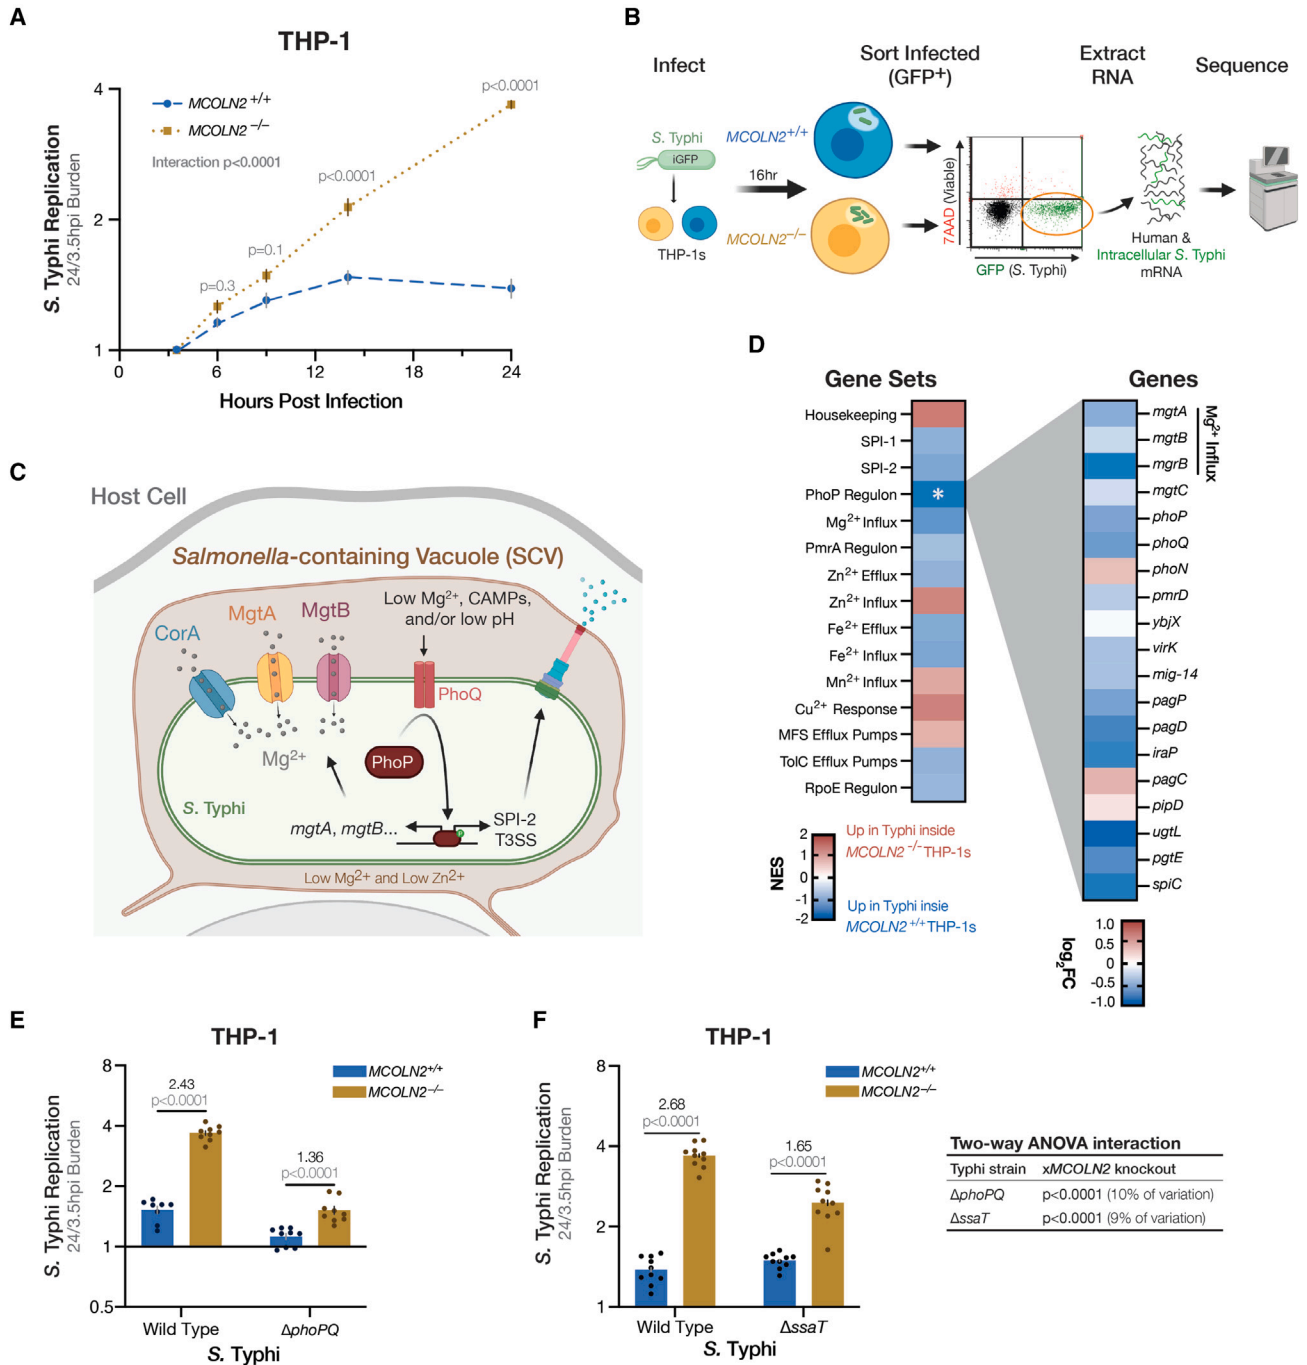 A
THP-1
S. Typhi Replication
24/3.5hpi Burden
4
2
1
MCOLN2 +/+
MCOLN2 −/−
Interaction p<0.0001
p=0.3
p=0.1
p<0.0001
p<0.0001
0
6
12
18
24
Hours Post Infection
B
Infect
Sort Infected
(GFP+)
Extract
RNA
Sequence
S. Typhi
iGFP
THP-1s
16hr
MCOLN2+/+
MCOLN2−/−
7AAD (Viable)
GFP (S. Typhi)
Human &
Intracellular S. Typhi
mRNA
C
Host Cell
Salmonella-containing Vacuole (SCV)
CorA
MgtA
MgtB
Low Mg2+, CAMPs,
and/or low pH
PhoQ
Mg2+
PhoP
S. Typhi
mgtA, mgtB...
SPI-2
T3SS
Low Mg2+ and Low Zn2+
D
Gene Sets
Housekeeping
SPI-1
SPI-2
PhoP Regulon
*
Mg2+ Influx
PmrA Regulon
Zn2+ Efflux
Zn2+ Influx
Fe2+ Efflux
Fe2+ Influx
Mn2+ Influx
Cu2+ Response
MFS Efflux Pumps
TolC Efflux Pumps
RpoE Regulon
NES
2
1
0
-1
-2
Up in Typhi inside
MCOLN2 −/− THP-1s
Up in Typhi insie
MCOLN2 +/+ THP-1s
Genes
mgtA
mgtB
mgrB
Mg2+ Influx
mgtC
phoP
phoQ
phoN
pmrD
ybjX
virK
mig-14
pagP
pagD
iraP
pagC
pipD
ugtL
pgtE
spiC
log2FC
1.0
0.5
0
-0.5
-1.0
E
THP-1
S. Typhi Replication
24/3.5hpi Burden
8
4
2
1
0.5
MCOLN2+/+
MCOLN2−/−
2.43
p<0.0001
1.36
p<0.0001
Wild Type
ΔphoPQ
S. Typhi
F
THP-1
S. Typhi Replication
24/3.5hpi Burden
8
4
2
1
MCOLN2+/+
MCOLN2−/−
2.68
p<0.0001
1.65
p<0.0001
Wild Type
ΔssaT
S. Typhi
Two-way ANOVA interaction
Typhi strain xMCOLN2 knockout
ΔphoPQ p<0.0001 (10% of variation)
ΔssaT p<0.0001 (9% of variation)